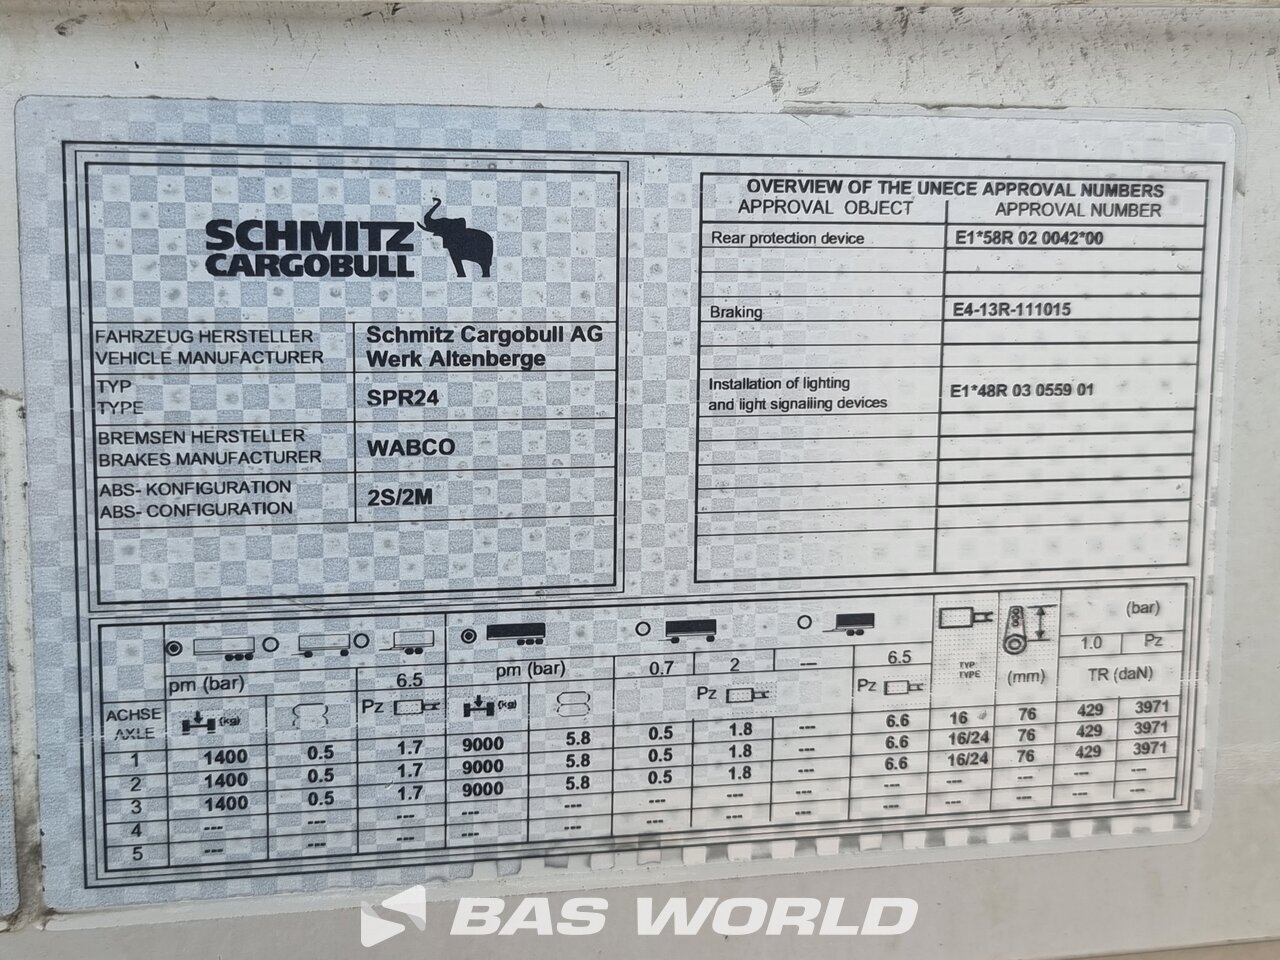 SCHMITZ
CARGOBULL
FAHRZEUG HERSTELLER
VEHICLE MANUFACTURER
Schmitz Cargobull AG
Werk Altenberge
TYP
TYPE
SPR24
BREMSEN HERSTELLER
BRAKES MANUFACTURER
WABCO
ABS- KONFIGURATION
ABS- CONFIGURATION
2S/2M
OVERVIEW OF THE UNECE APPROVAL NUMBERS
APPROVAL OBJECT APPROVAL NUMBER
Rear protection device E1*58R 02 0042*00
Braking E4-13R-111015
Installation of lighting
and light signailing devices
E1*48R 03 0559 01
pm (bar) 6.5 pm (bar) 0.7 2 --- 6.5 TYP TYPE (mm) (bar) 1.0 Pz
ACHSE
AXLE
(kg) Pz (kg) Pz Pz TR (daN)
1 1400 0.5 1.7 9000 5.8 0.5 1.8 --- 6.6 16 76 429 3971
2 1400 0.5 1.7 9000 5.8 0.5 1.8 --- 6.6 16/24 76 429 3971
3 1400 0.5 1.7 9000 5.8 0.5 1.8 --- 6.6 16/24 76 429 3971
4 --- --- --- --- --- --- --- --- --- --- --- --- ---
5 --- --- --- --- --- --- --- --- --- --- --- --- ---
BAS WORLD